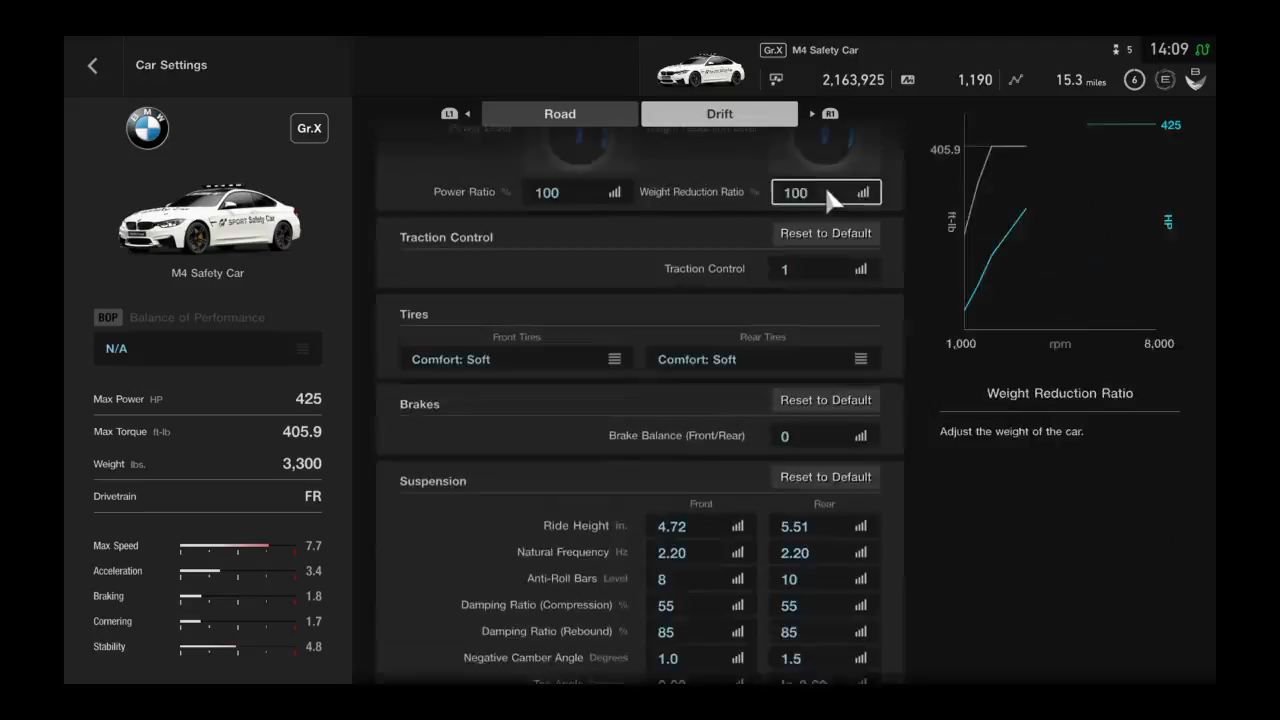 Car Settings
Gr.X M4 Safety Car
5 14:09
2,163,925 1,190 15.3 miles 6 E B
L1 Road Drift R1
BMW
Gr.X
SPORT Safety Car
M4 Safety Car
BOP Balance of Performance
N/A
Max Power HP 425
Max Torque ft-lb 405.9
Weight lbs. 3,300
Drivetrain FR
Max Speed 7.7
Acceleration 3.4
Braking 1.8
Cornering 1.7
Stability 4.8
Power Ratio % 100 Weight Reduction Ratio % 100
Traction Control Reset to Default
Traction Control 1
Tires
Front Tires Rear Tires
Comfort: Soft Comfort: Soft
Brakes Reset to Default
Brake Balance (Front/Rear) 0
Suspension Reset to Default
Front Rear
Ride Height in. 4.72 5.51
Natural Frequency Hz 2.20 2.20
Anti-Roll Bars Level 8 10
Damping Ratio (Compression) % 55 55
Damping Ratio (Rebound) % 85 85
Negative Camber Angle Degrees 1.0 1.5
425
405.9
ft-lb HP
1,000 rpm 8,000
Weight Reduction Ratio
Adjust the weight of the car.